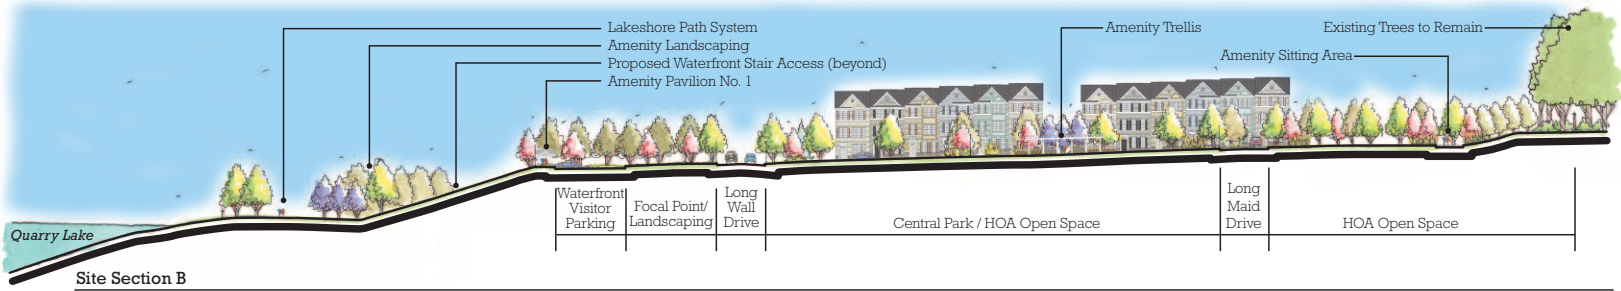 Lakeshore Path System
Amenity Landscaping
Proposed Waterfront Stair Access (beyond)
Amenity Pavilion No. 1
Amenity Trellis
Existing Trees to Remain
Amenity Sitting Area
Quarry Lake
Waterfront
Visitor
Parking
Focal Point/
Landscaping
Long
Wall
Drive
Central Park / HOA Open Space
Long
Maid
Drive
HOA Open Space
Site Section B